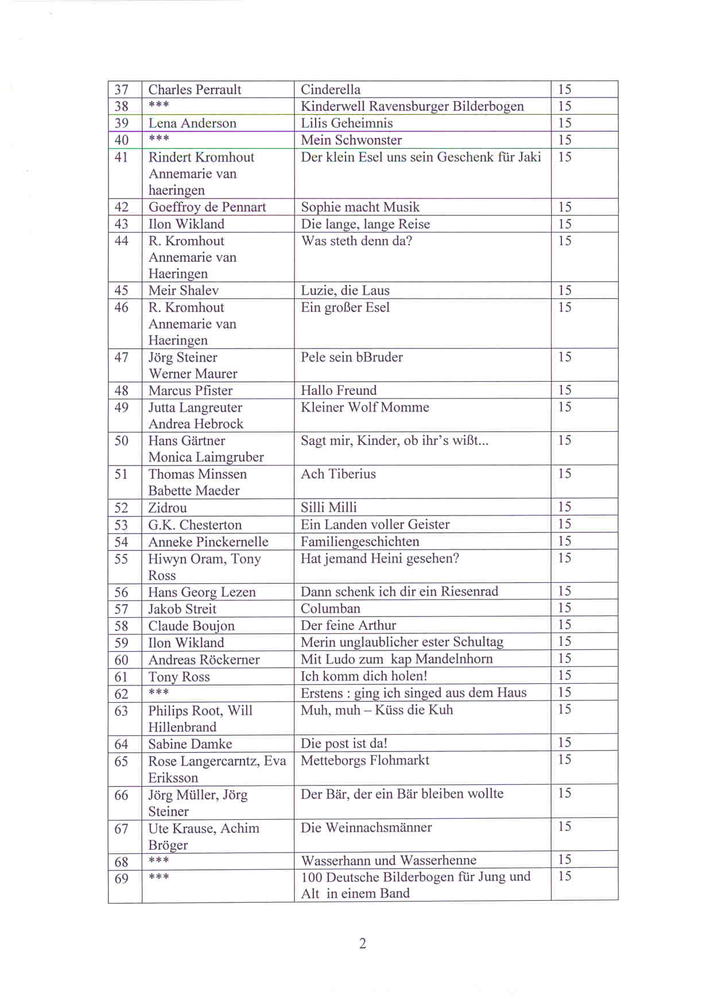 37 Charles Perrault Cinderella 15
38 *** Kinderwell Ravensburger Bilderbogen 15
39 Lena Anderson Lilis Geheimnis 15
40 *** Mein Schwonster 15
41 Rindert Kromhout Der klein Esel uns sein Geschenk für Jaki 15
Annemarie van
haeringen
42 Goeffroy de Pennart Sophie macht Musik 15
43 Ilon Wikland Die lange, lange Reise 15
44 R. Kromhout Was steth denn da? 15
Annemarie van
Haeringen
45 Meir Shalev Luzie, die Laus 15
46 R. Kromhout Ein großer Esel 15
Annemarie van
Haeringen
47 Jörg Steiner Pele sein bBruder 15
Werner Maurer
48 Marcus Pfister Hallo Freund 15
49 Jutta Langreuter Kleiner Wolf Momme 15
Andrea Hebrock
50 Hans Gärtner Sagt mir, Kinder, ob ihr’s wißt... 15
Monica Laimgruber
51 Thomas Minssen Ach Tiberius 15
Babette Maeder
52 Zidrou Silli Milli 15
53 G.K. Chesterton Ein Landen voller Geister 15
54 Anneke Pinckernelle Familiengeschichten 15
55 Hiwyn Oram, Tony Hat jemand Heini gesehen? 15
Ross
56 Hans Georg Lezen Dann schenk ich dir ein Riesenrad 15
57 Jakob Streit Columban 15
58 Claude Boujon Der feine Arthur 15
59 Ilon Wikland Merin unglaublicher ester Schultag 15
60 Andreas Röckerner Mit Ludo zum kap Mandelnhorn 15
61 Tony Ross Ich komm dich holen! 15
62 *** Erstens : ging ich singed aus dem Haus 15
63 Philips Root, Will Muh, muh – Küss die Kuh 15
Hillenbrand
64 Sabine Damke Die post ist da! 15
65 Rose Langercarntz, Eva Metteborgs Flohmarkt 15
Eriksson
66 Jörg Müller, Jörg Der Bär, der ein Bär bleiben wollte 15
Steiner
67 Ute Krause, Achim Die Weinnachsmänner 15
Bröger
68 *** Wasserhann und Wasserhenne 15
69 *** 100 Deutsche Bilderbogen für Jung und 15
Alt in einem Band
2